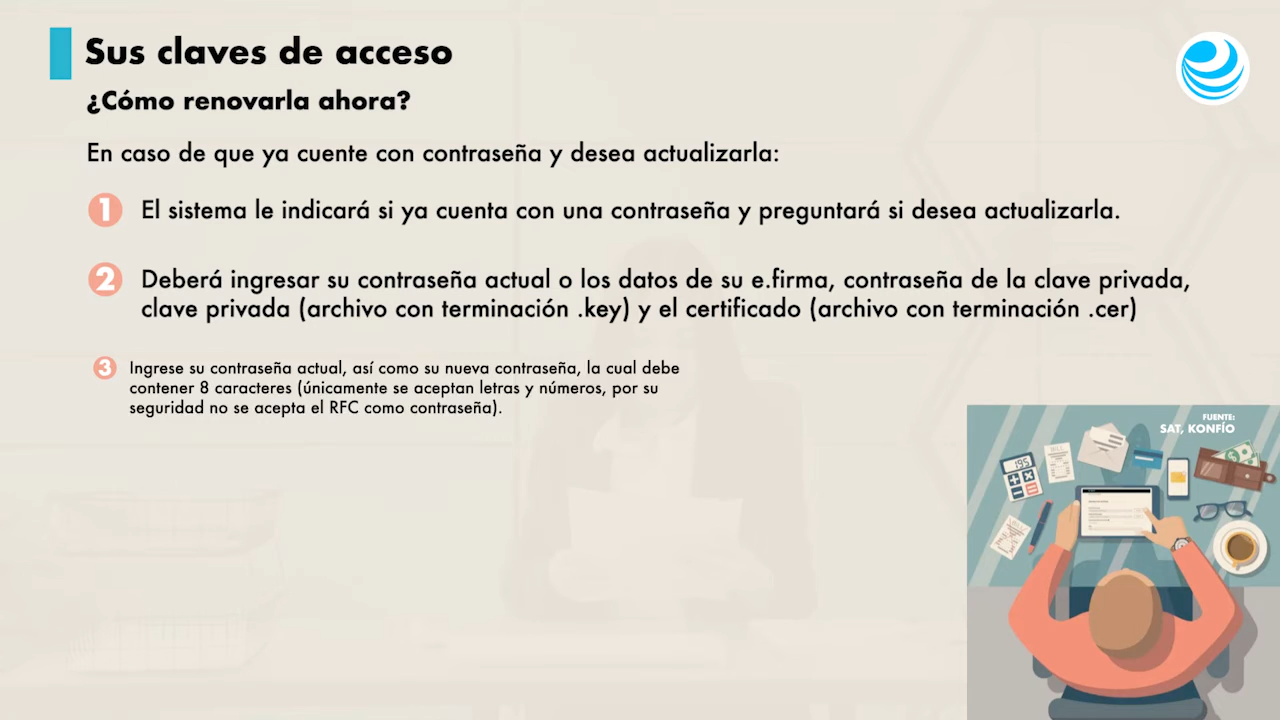 Sus claves de acceso
¿Cómo renovarla ahora?
En caso de que ya cuente con contraseña y desea actualizarla:
1 El sistema le indicará si ya cuenta con una contraseña y preguntará si desea actualizarla.
2 Deberá ingresar su contraseña actual o los datos de su e.firma, contraseña de la clave privada,
clave privada (archivo con terminación .key) y el certificado (archivo con terminación .cer)
3 Ingrese su contraseña actual, así como su nueva contraseña, la cual debe
contener 8 caracteres (únicamente se aceptan letras y números, por su
seguridad no se acepta el RFC como contraseña).
FUENTE:
SAT, KONFÍO
195
BILL